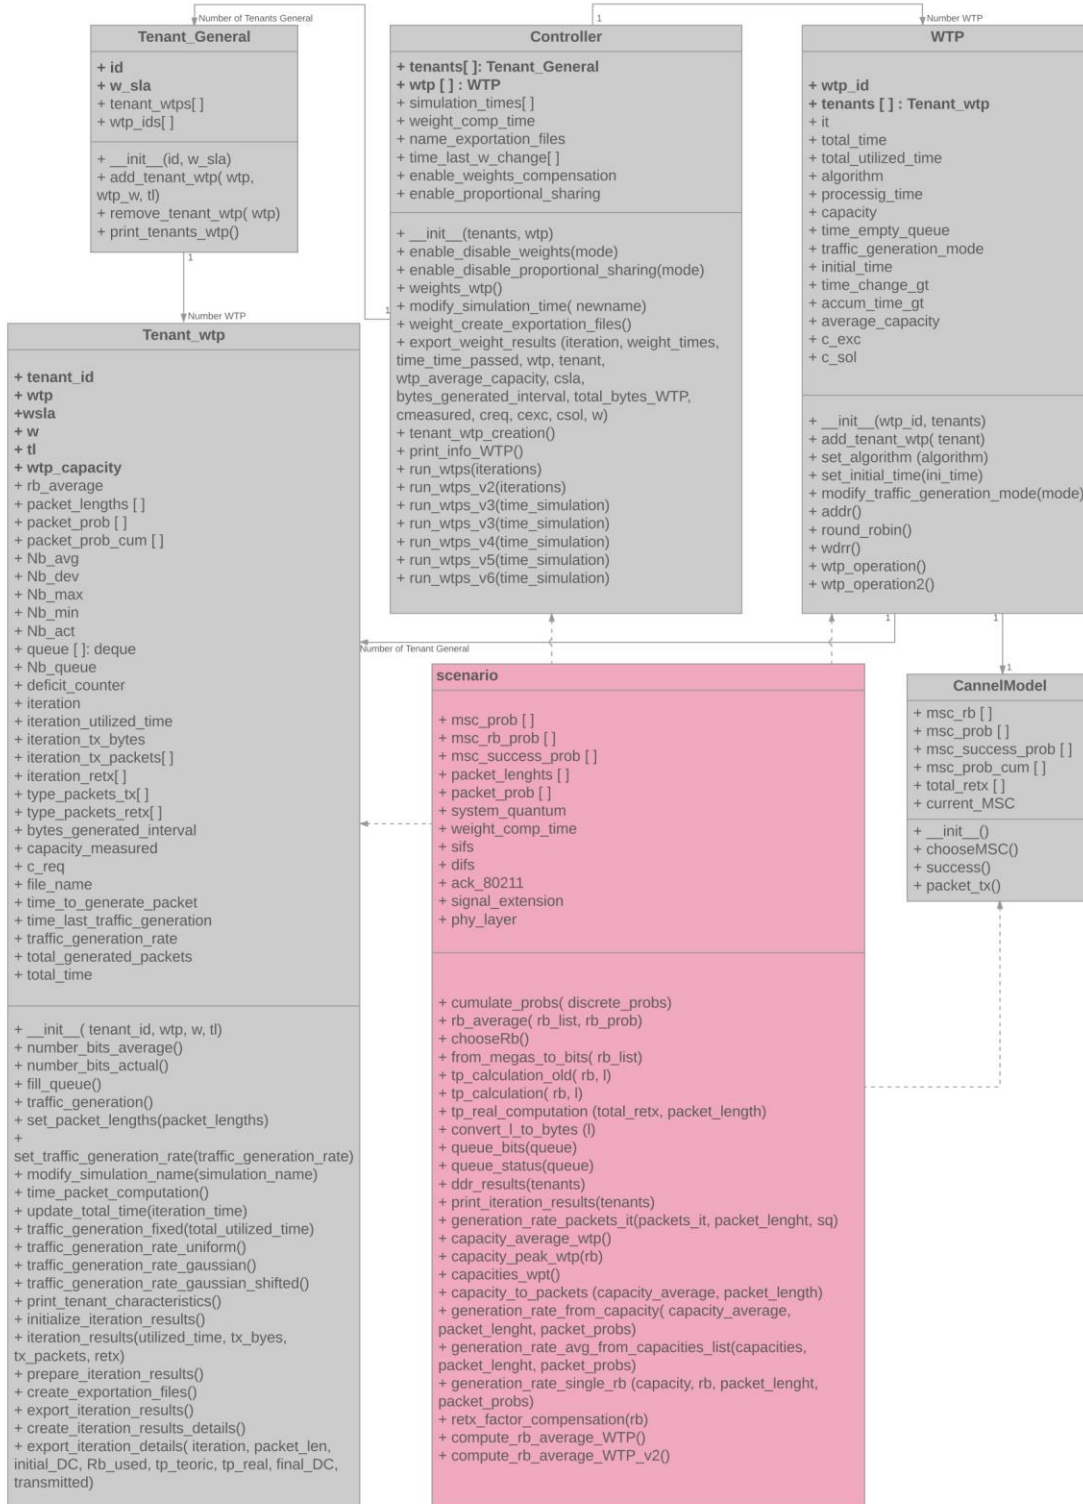 Number of Tenants General
1
Number WTP
Tenant_General
+ id
+ w_sla
+ tenant_wtps[ ]
+ wtp_ids[ ]
+ __init__(id, w_sla)
+ add_tenant_wtp( wtp,
wtp_w, tl)
+ remove_tenant_wtp( wtp)
+ print_tenants_wtp()
1
Number WTP
Controller
+ tenants[ ]: Tenant_General
+ wtp [ ] : WTP
+ simulation_times[ ]
+ weight_comp_time
+ name_exportation_files
+ time_last_w_change[ ]
+ enable_weights_compensation
+ enable_proportional_sharing
+ __init__(tenants, wtp)
+ enable_disable_weights(mode)
+ enable_disable_proportional_sharing(mode)
+ weights_wtp()
+ modify_simulation_time( newname)
1
+ weight_create_exportation_files()
+ export_weight_results (iteration, weight_times,
time_time_passed, wtp, tenant,
wtp_average_capacity, csla,
bytes_generated_interval, total_bytes_WTP,
cmeasured, creq, cexc, csol, w)
+ tenant_wtp_creation()
+ print_info_WTP()
+ run_wtps(iterations)
+ run_wtps_v2(iterations)
+ run_wtps_v3(time_simulation)
+ run_wtps_v3(time_simulation)
+ run_wtps_v4(time_simulation)
+ run_wtps_v5(time_simulation)
+ run_wtps_v6(time_simulation)
WTP
+ wtp_id
+ tenants [ ] : Tenant_wtp
+ it
+ total_time
+ total_utilized_time
+ algorithm
+ processig_time
+ capacity
+ time_empty_queue
+ traffic_generation_mode
+ initial_time
+ time_change_gt
+ accum_time_gt
+ average_capacity
+ c_exc
+ c_sol
+ __init__(wtp_id, tenants)
+ add_tenant_wtp( tenant)
+ set_algorithm (algorithm)
+ set_initial_time(ini_time)
+ modify_traffic_generation_mode(mode)
+ addr()
+ round_robin()
+ wdrr()
+ wtp_operation()
+ wtp_operation2()
1
1
Number of Tenant General
1
Tenant_wtp
+ tenant_id
+ wtp
+wsla
+ w
+ tl
+ wtp_capacity
+ rb_average
+ packet_lengths [ ]
+ packet_prob [ ]
+ packet_prob_cum [ ]
+ Nb_avg
+ Nb_dev
+ Nb_max
+ Nb_min
+ Nb_act
+ queue [ ]: deque
+ Nb_queue
+ deficit_counter
+ iteration
+ iteration_utilized_time
+ iteration_tx_bytes
+ iteration_tx_packets[ ]
+ iteration_retx[ ]
+ type_packets_tx[ ]
+ type_packets_retx[ ]
+ bytes_generated_interval
+ capacity_measured
+ c_req
+ file_name
+ time_to_generate_packet
+ time_last_traffic_generation
+ traffic_generation_rate
+ total_generated_packets
+ total_time
+ __init__( tenant_id, wtp, w, tl)
+ number_bits_average()
+ number_bits_actual()
+ fill_queue()
+ traffic_generation()
+ set_packet_lengths(packet_lengths)
+
set_traffic_generation_rate(traffic_generation_rate)
+ modify_simulation_name(simulation_name)
+ time_packet_computation()
+ update_total_time(iteration_time)
+ traffic_generation_fixed(total_utilized_time)
+ traffic_generation_rate_uniform()
+ traffic_generation_rate_gaussian()
+ traffic_generation_rate_gaussian_shifted()
+ print_tenant_characteristics()
+ initialize_iteration_results()
+ iteration_results(utilized_time, tx_byes,
tx_packets, retx)
+ prepare_iteration_results()
+ create_exportation_files()
+ export_iteration_results()
+ create_iteration_results_details()
+ export_iteration_details( iteration, packet_len,
initial_DC, Rb_used, tp_teoric, tp_real, final_DC,
transmitted)
scenario
+ msc_prob [ ]
+ msc_rb_prob [ ]
+ msc_success_prob [ ]
+ packet_lenghts [ ]
+ packet_prob [ ]
+ system_quantum
+ weight_comp_time
+ sifs
+ difs
+ ack_80211
+ signal_extension
+ phy_layer
+ cumulate_probs( discrete_probs)
+ rb_average( rb_list, rb_prob)
+ chooseRb()
+ from_megas_to_bits( rb_list)
+ tp_calculation_old( rb, l)
+ tp_calculation( rb, l)
+ tp_real_computation (total_retx, packet_length)
+ convert_l_to_bytes (l)
+ queue_bits(queue)
+ queue_status(queue)
+ ddr_results(tenants)
+ print_iteration_results(tenants)
+ generation_rate_packets_it(packets_it, packet_lenght, sq)
+ capacity_average_wtp()
+ capacity_peak_wtp(rb)
+ capacities_wpt()
+ capacity_to_packets (capacity_average, packet_length)
+ generation_rate_from_capacity( capacity_average,
packet_lenght, packet_probs)
+ generation_rate_avg_from_capacities_list(capacities,
packet_lenght, packet_probs)
+ generation_rate_single_rb (capacity, rb, packet_lenght,
packet_probs)
+ retx_factor_compensation(rb)
+ compute_rb_average_WTP()
+ compute_rb_average_WTP_v2()
CannelModel
+ msc_rb [ ]
+ msc_prob [ ]
+ msc_success_prob [ ]
+ msc_prob_cum [ ]
+ total_retx [ ]
+ current_MSC
+ __init__()
+ chooseMSC()
+ success()
+ packet_tx()